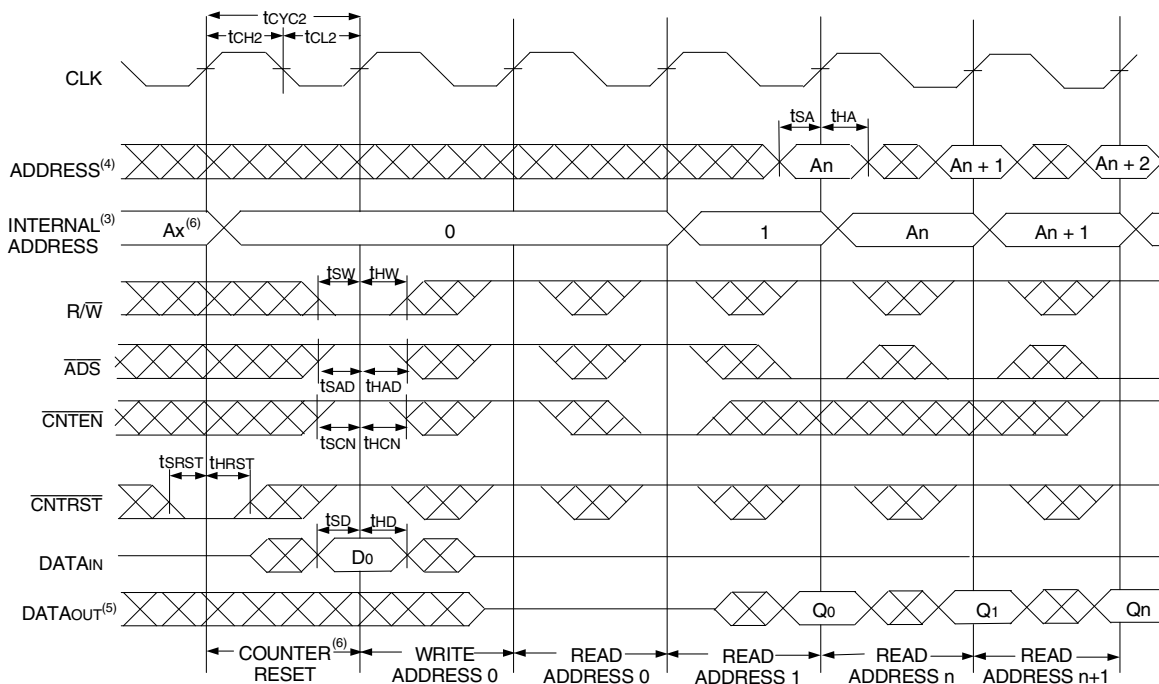 tCYC2
tCH2 tCL2
CLK
tSA tHA
ADDRESS(4) An An + 1 An + 2
INTERNAL(3)
ADDRESS Ax(6) 0 1 An An + 1
tSW tHW
R/W
ADS
tSAD tHAD
CNTEN
tSCN tHCN
tSRST tHRST
CNTRST
tSD tHD
DATAIN D0
DATAOUT(5) Q0 Q1 Qn
COUNTER(6) WRITE READ READ READ READ
RESET ADDRESS 0 ADDRESS 0 ADDRESS 1 ADDRESS n ADDRESS n+1